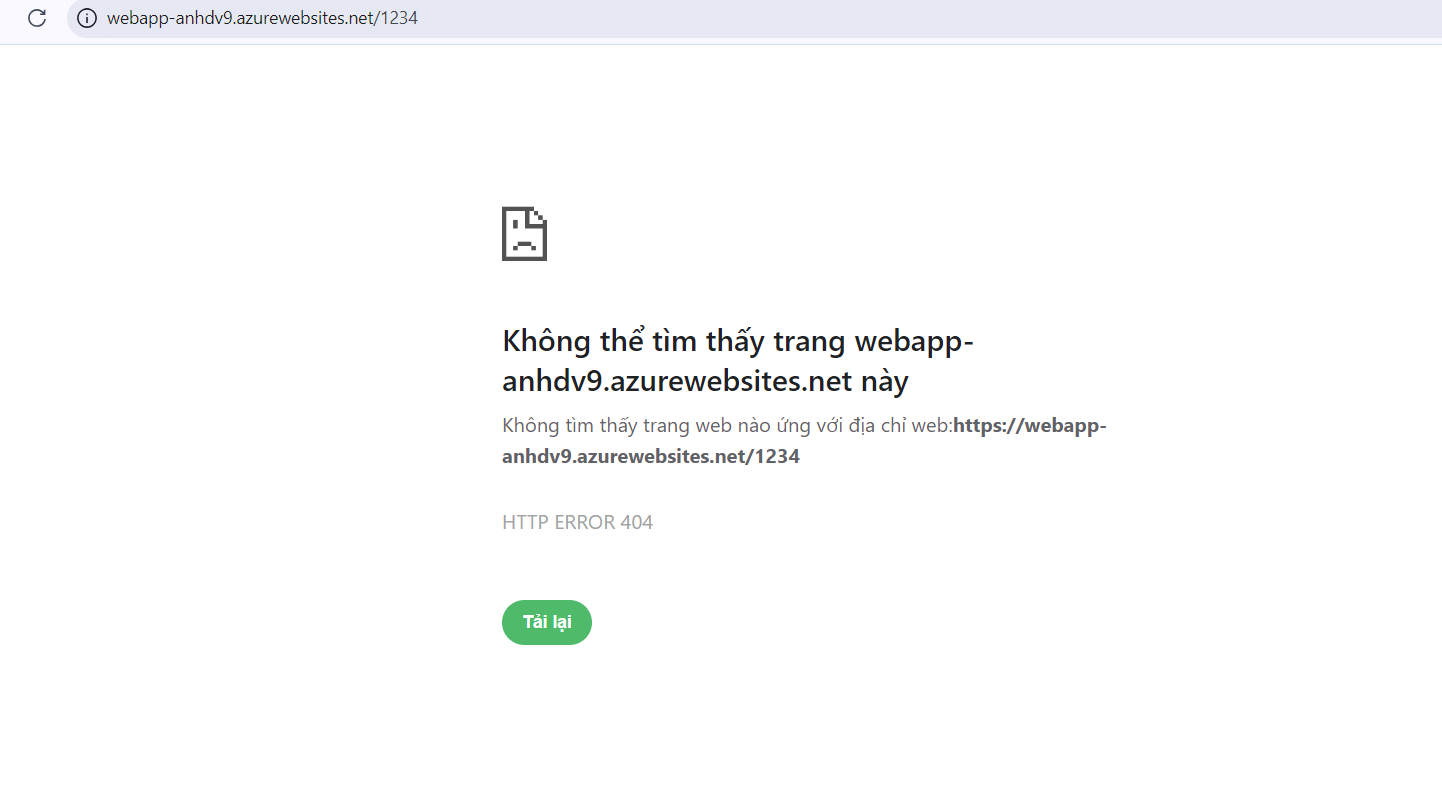 webapp-anhdv9.azurewebsites.net/1234
Không thể tìm thấy trang webapp-
anhdv9.azurewebsites.net này
Không tìm thấy trang web nào ứng với địa chỉ web:https://webapp-
anhdv9.azurewebsites.net/1234
HTTP ERROR 404
Tải lại